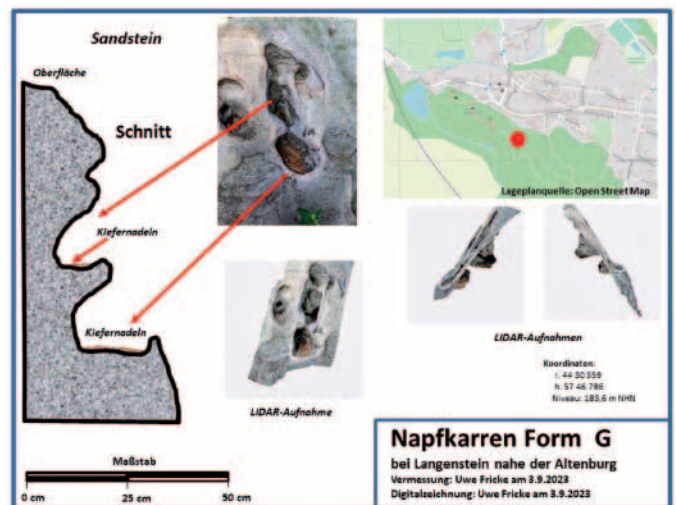 Sandstein
Oberfläche
Schnitt
Kiefernadeln
Kiefernadeln
Maßstab
0 cm
25 cm
50 cm
LIDAR-Aufnahme
Lageplanquelle: Open Street Map
LIDAR-Aufnahmen
Koordinaten:
r. 44 30 559
h. 57 46 786
Niveau: 185,6 m NHN
Napfkarren Form G
bei Langenstein nahe der Altenburg
Vermessung: Uwe Fricke am 3.9.2023
Digitalzeichnung: Uwe Fricke am 3.9.2023